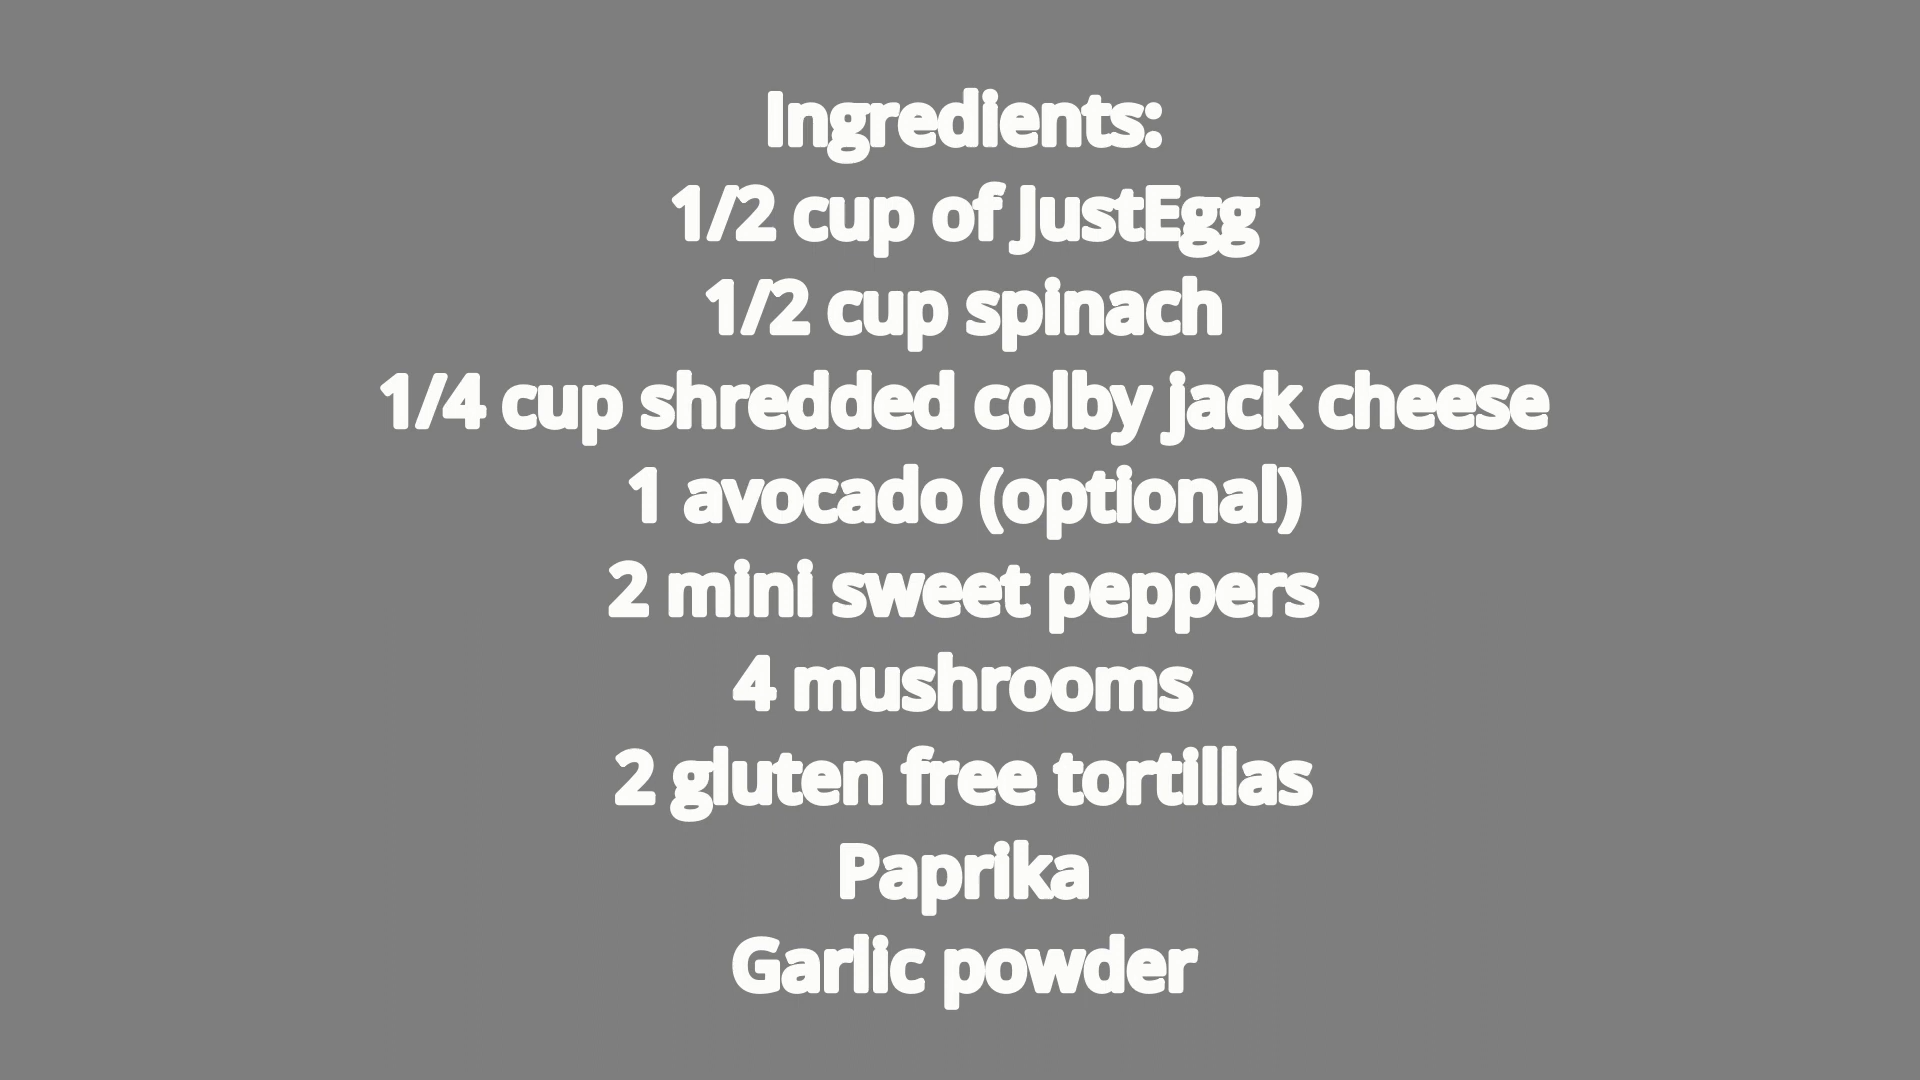 Ingredients:
1/2 cup of JustEgg
1/2 cup spinach
1/4 cup shredded colby jack cheese
1 avocado (optional)
2 mini sweet peppers
4 mushrooms
2 gluten free tortillas
Paprika
Garlic powder